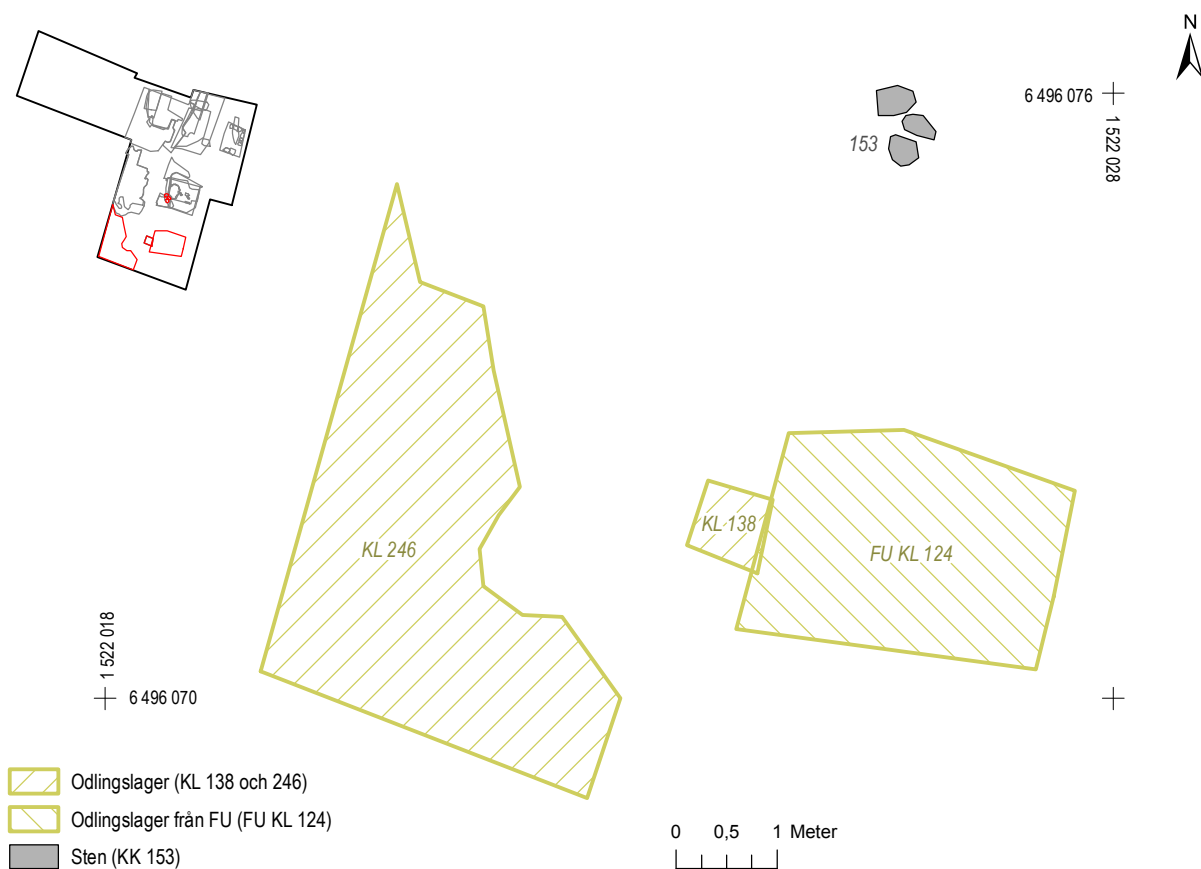 N
6 496 076
1 522 028
153
KL 246
KL 138
FU KL 124
1 522 018
6 496 070
Odlingslager (KL 138 och 246)
Odlingslager från FU (FU KL 124)
Sten (KK 153)
0 0,5 1 Meter